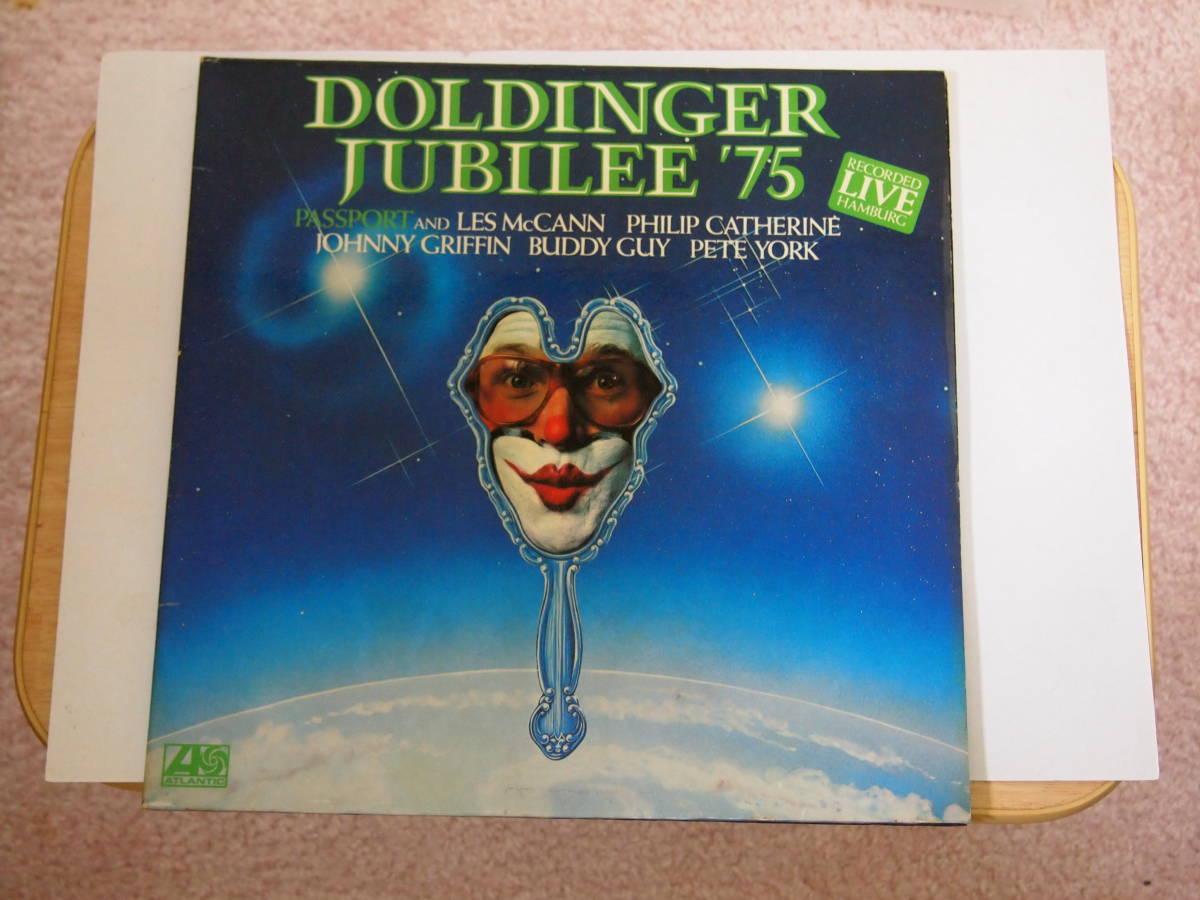 DOLDINGER
JUBILEE '75
RECORDED
LIVE
HAMBURG
PASSPORT AND LES McCANN PHILIP CATHERINE
JOHNNY GRIFFIN BUDDY GUY PETE YORK
ATLANTIC